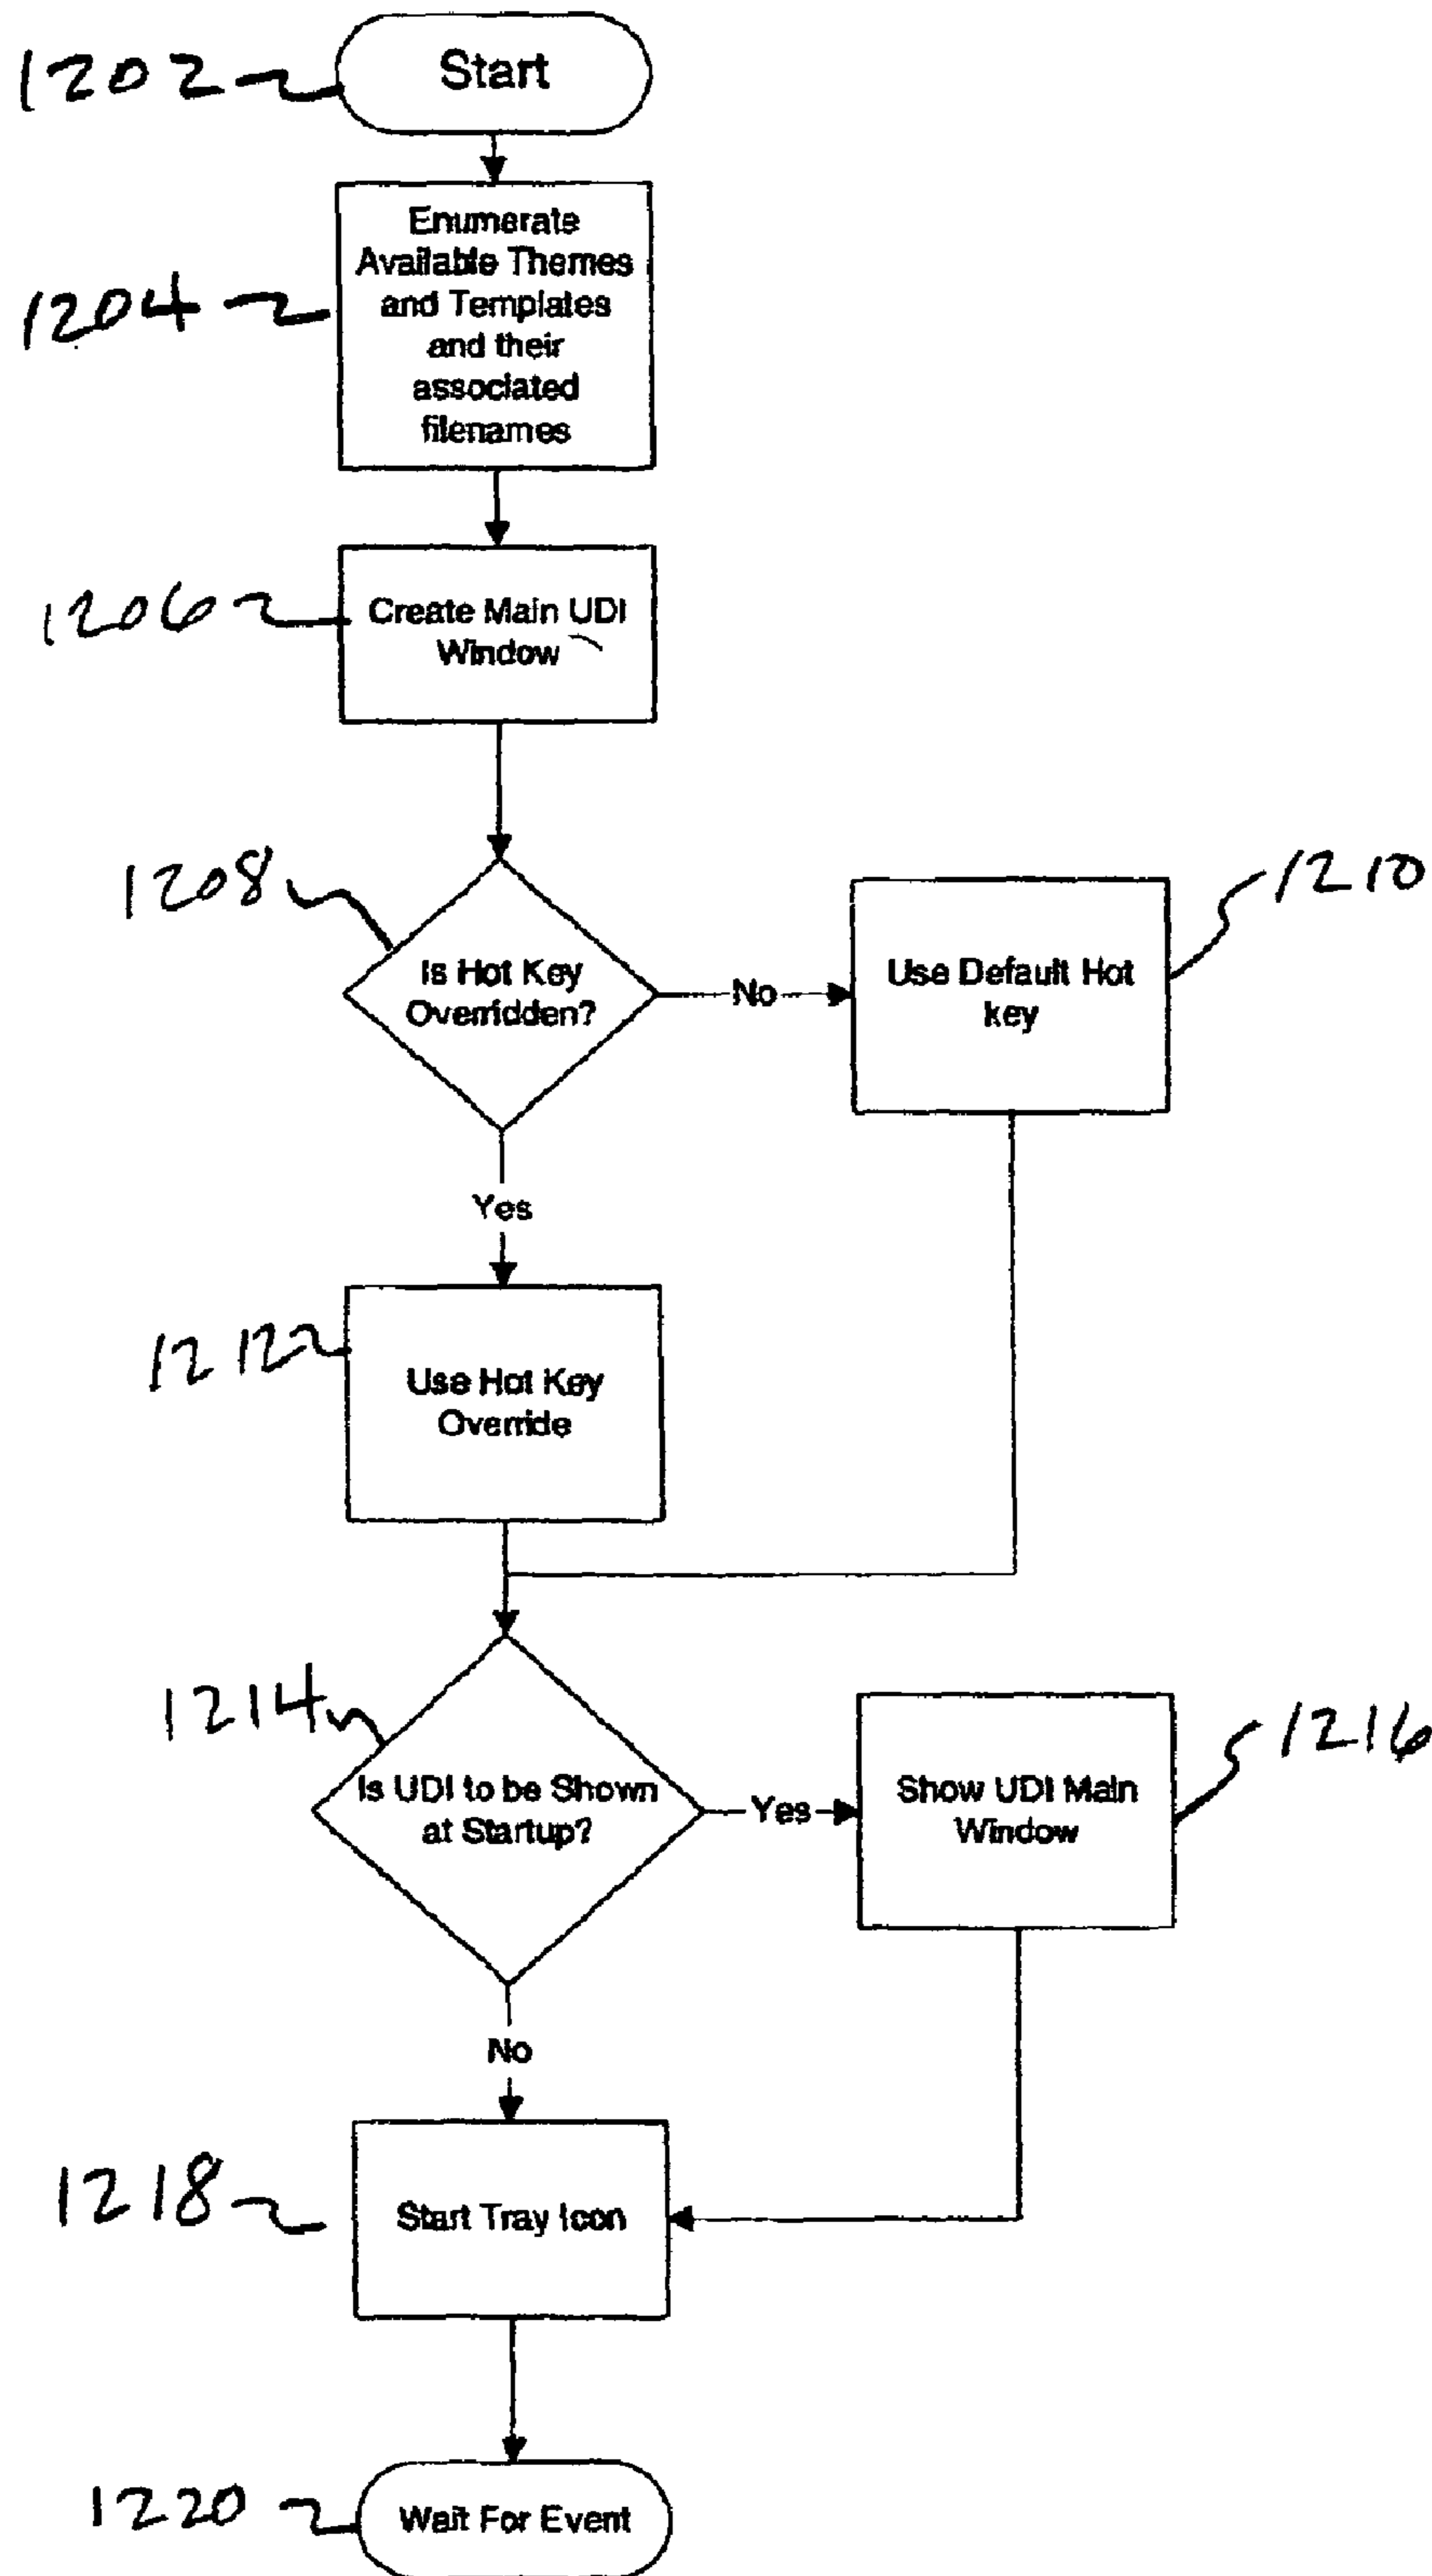 1202
Start
1204
Enumerate
Available Themes
and Templates
and their
associated
filenames
1206
Create Main UDI
Window
1208
Is Hot Key
Overridden?
No
Use Default Hot
key
1210
Yes
1212
Use Hot Key
Override
1214
Is UDI to be Shown
at Startup?
Yes
Show UDI Main
Window
1216
No
1218
Start Tray Icon
1220
Wait For Event